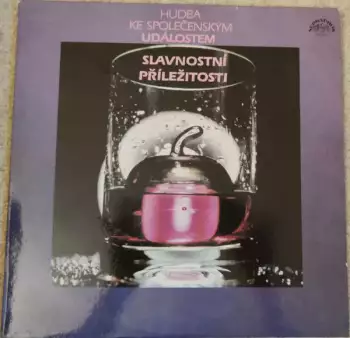 HUDBA
KE SPOLEČENSKÝM
UDÁLOSTEM
SLAVNOSTNÍ
PŘÍLEŽITOSTI